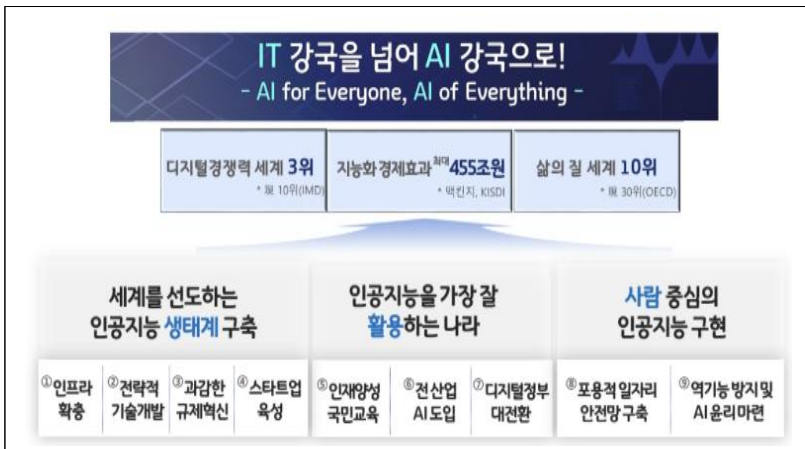 IT 강국을 넘어 AI 강국으로!
- AI for Everyone, AI of Everything -
디지털경쟁력 세계 3위
* 現 10위(IMD)
지능화 경제효과 최대 455조원
* 맥킨지, KISDI
삶의 질 세계 10위
* 現 30위(OECD)
세계를 선도하는
인공지능 생태계 구축
인공지능을 가장 잘
활용하는 나라
사람 중심의
인공지능 구현
①인프라
확충
②전략적
기술개발
③과감한
규제혁신
④스타트업
육성
⑤인재양성
국민교육
⑥전 산업
AI 도입
⑦디지털정부
대전환
⑧포용적 일자리
안전망 구축
⑨역기능 방지 및
AI 윤리 마련